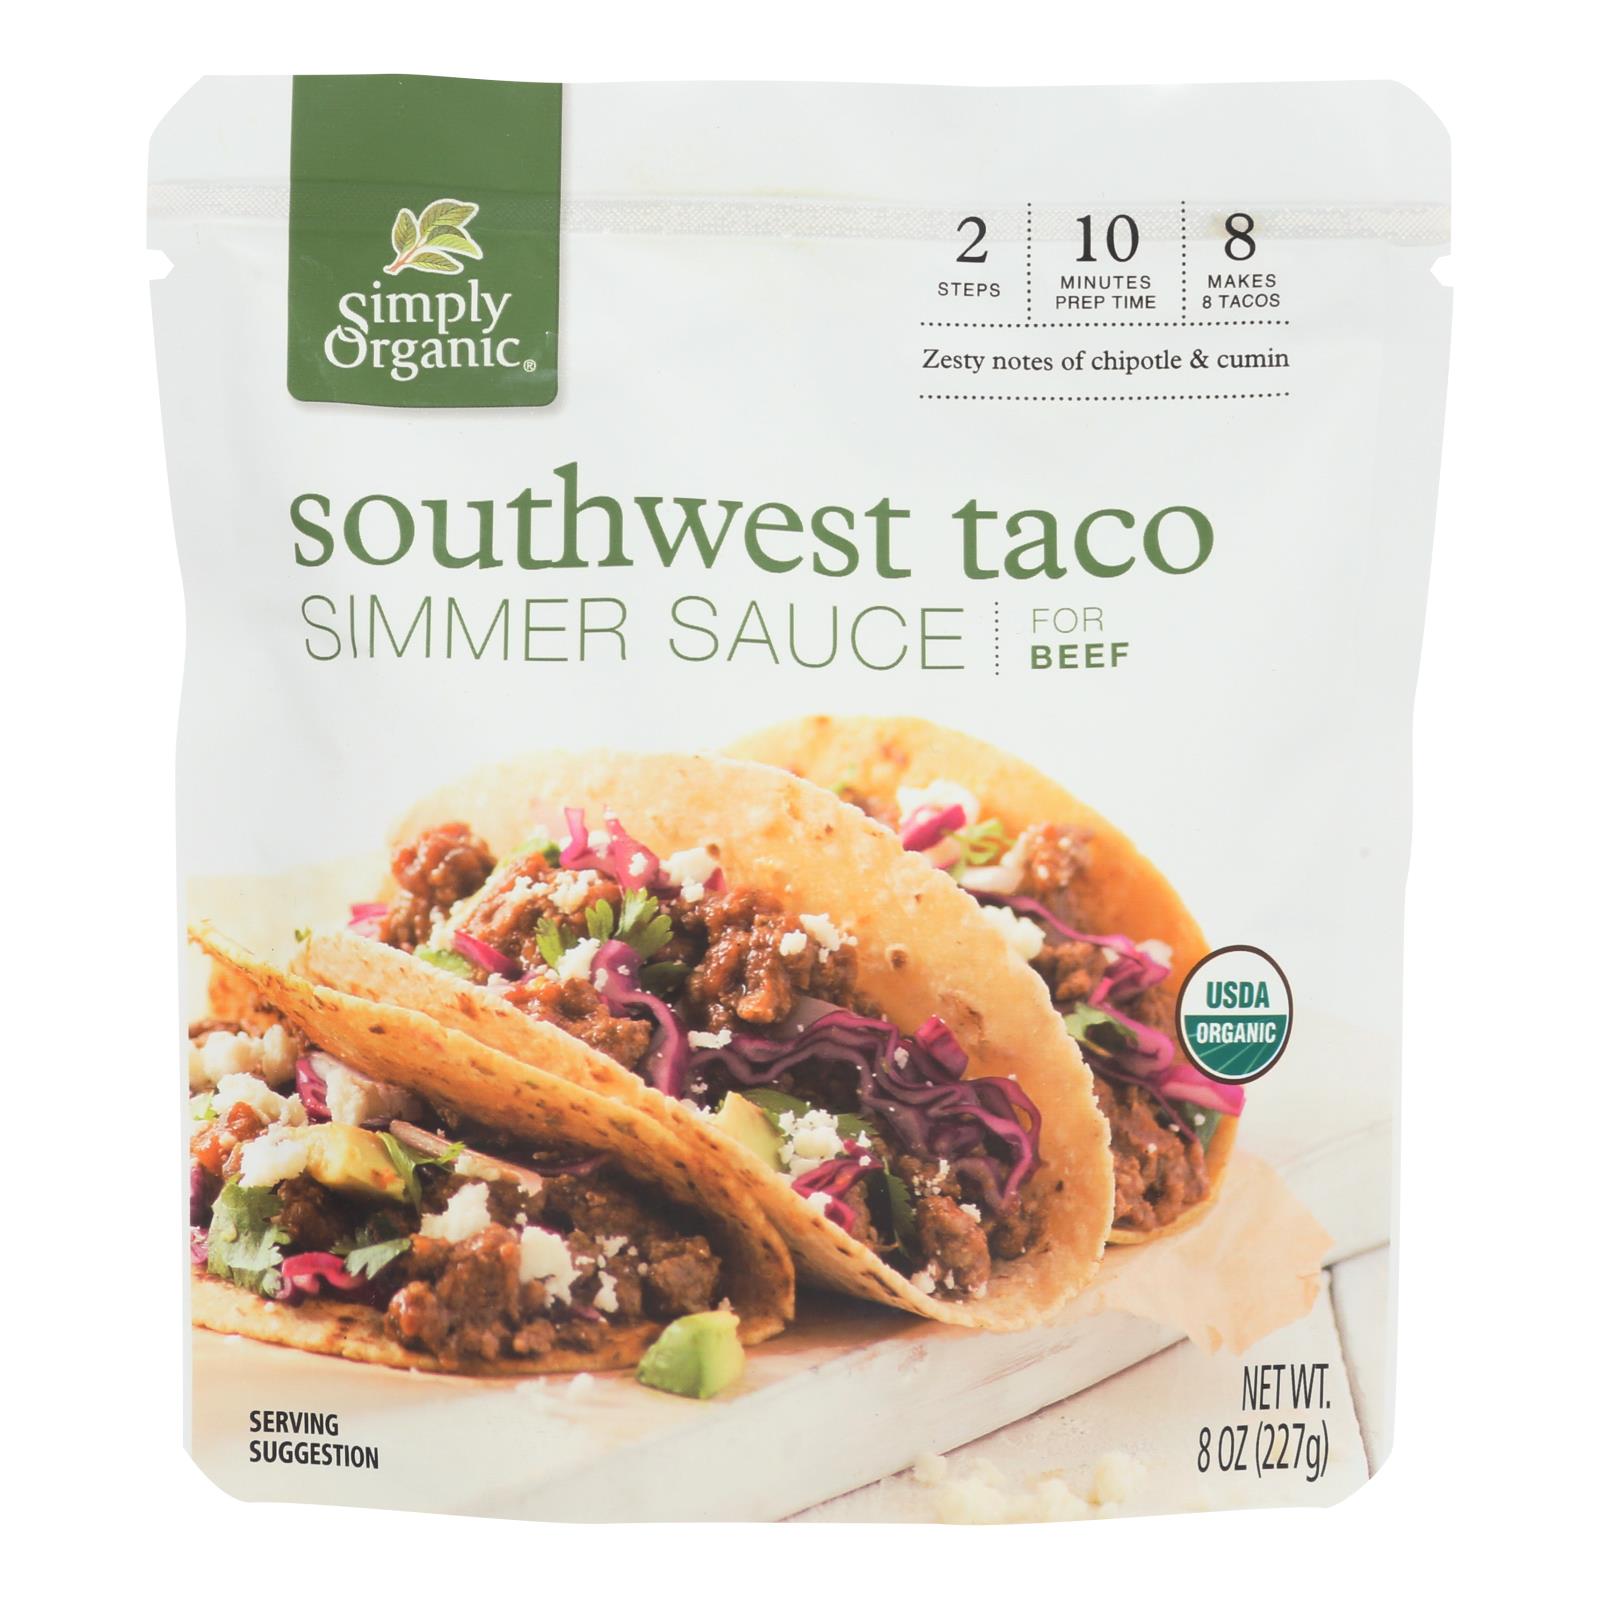 simply
Organic®
2
STEPS
10
MINUTES
PREP TIME
8
MAKES
8 TACOS
Zesty notes of chipotle & cumin
southwest taco
SIMMER SAUCE
FOR
BEEF
USDA
ORGANIC
SERVING
SUGGESTION
NET WT.
8 OZ (227g)